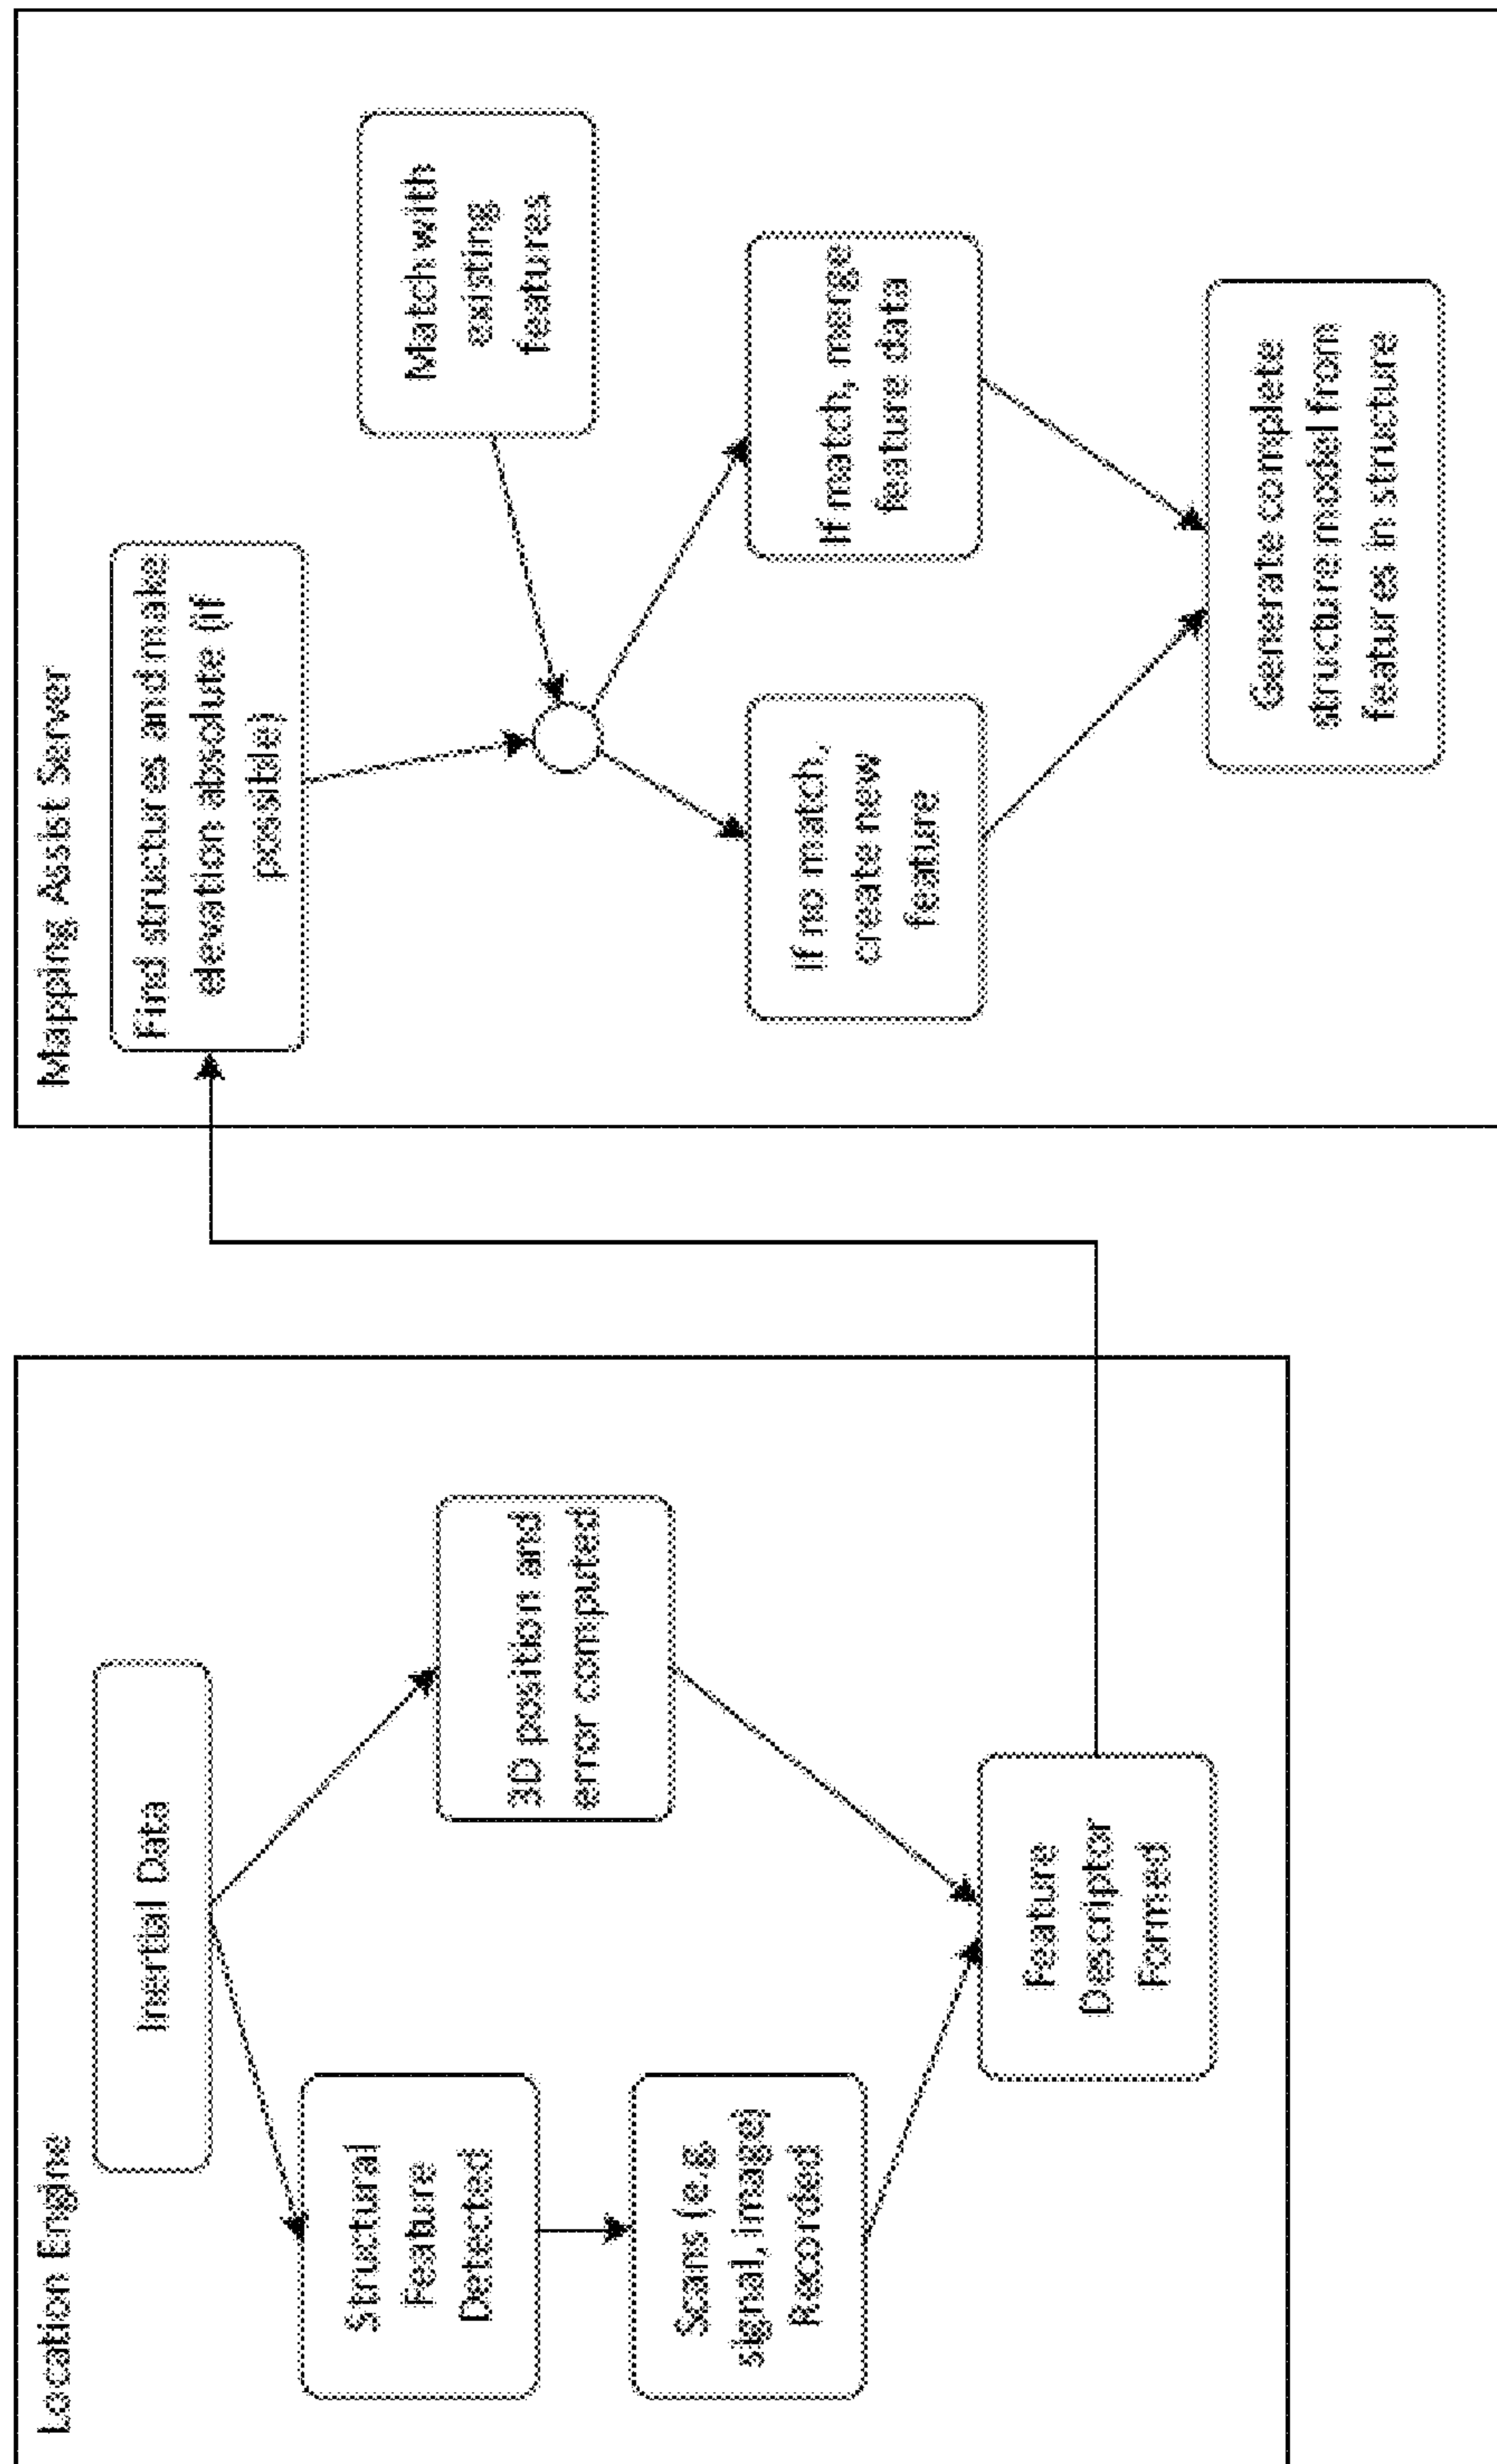 Location Engine
Inertial Data
Structural
Feature
Detected
3D position and
error computed
Scans (e.g.
signal, image)
Recorded
Feature
Descriptor
Formed
Mapping Assist Server
Find structures and make
elevation absolute (if
possible)
Match with
existing
features
If no match,
create new
feature
If match, merge
feature data
Generate complete
structure model from
features in structure